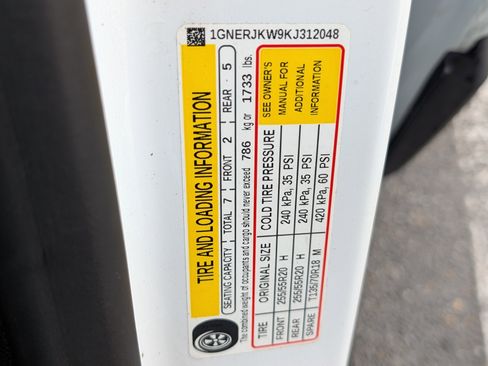 1GNERJKW9KJ312048
TIRE AND LOADING INFORMATION
SEATING CAPACITY TOTAL 7 FRONT 2 REAR 5
The combined weight of occupants and cargo should never exceed 786 kg or 1733 lbs.
TIRE ORIGINAL SIZE COLD TIRE PRESSURE
FRONT 255/55R20 H 240 kPa, 35 PSI
REAR 255/55R20 H 240 kPa, 35 PSI
SPARE T135/70R18 M 420 kPa, 60 PSI
SEE OWNER'S
MANUAL FOR
ADDITIONAL
INFORMATION